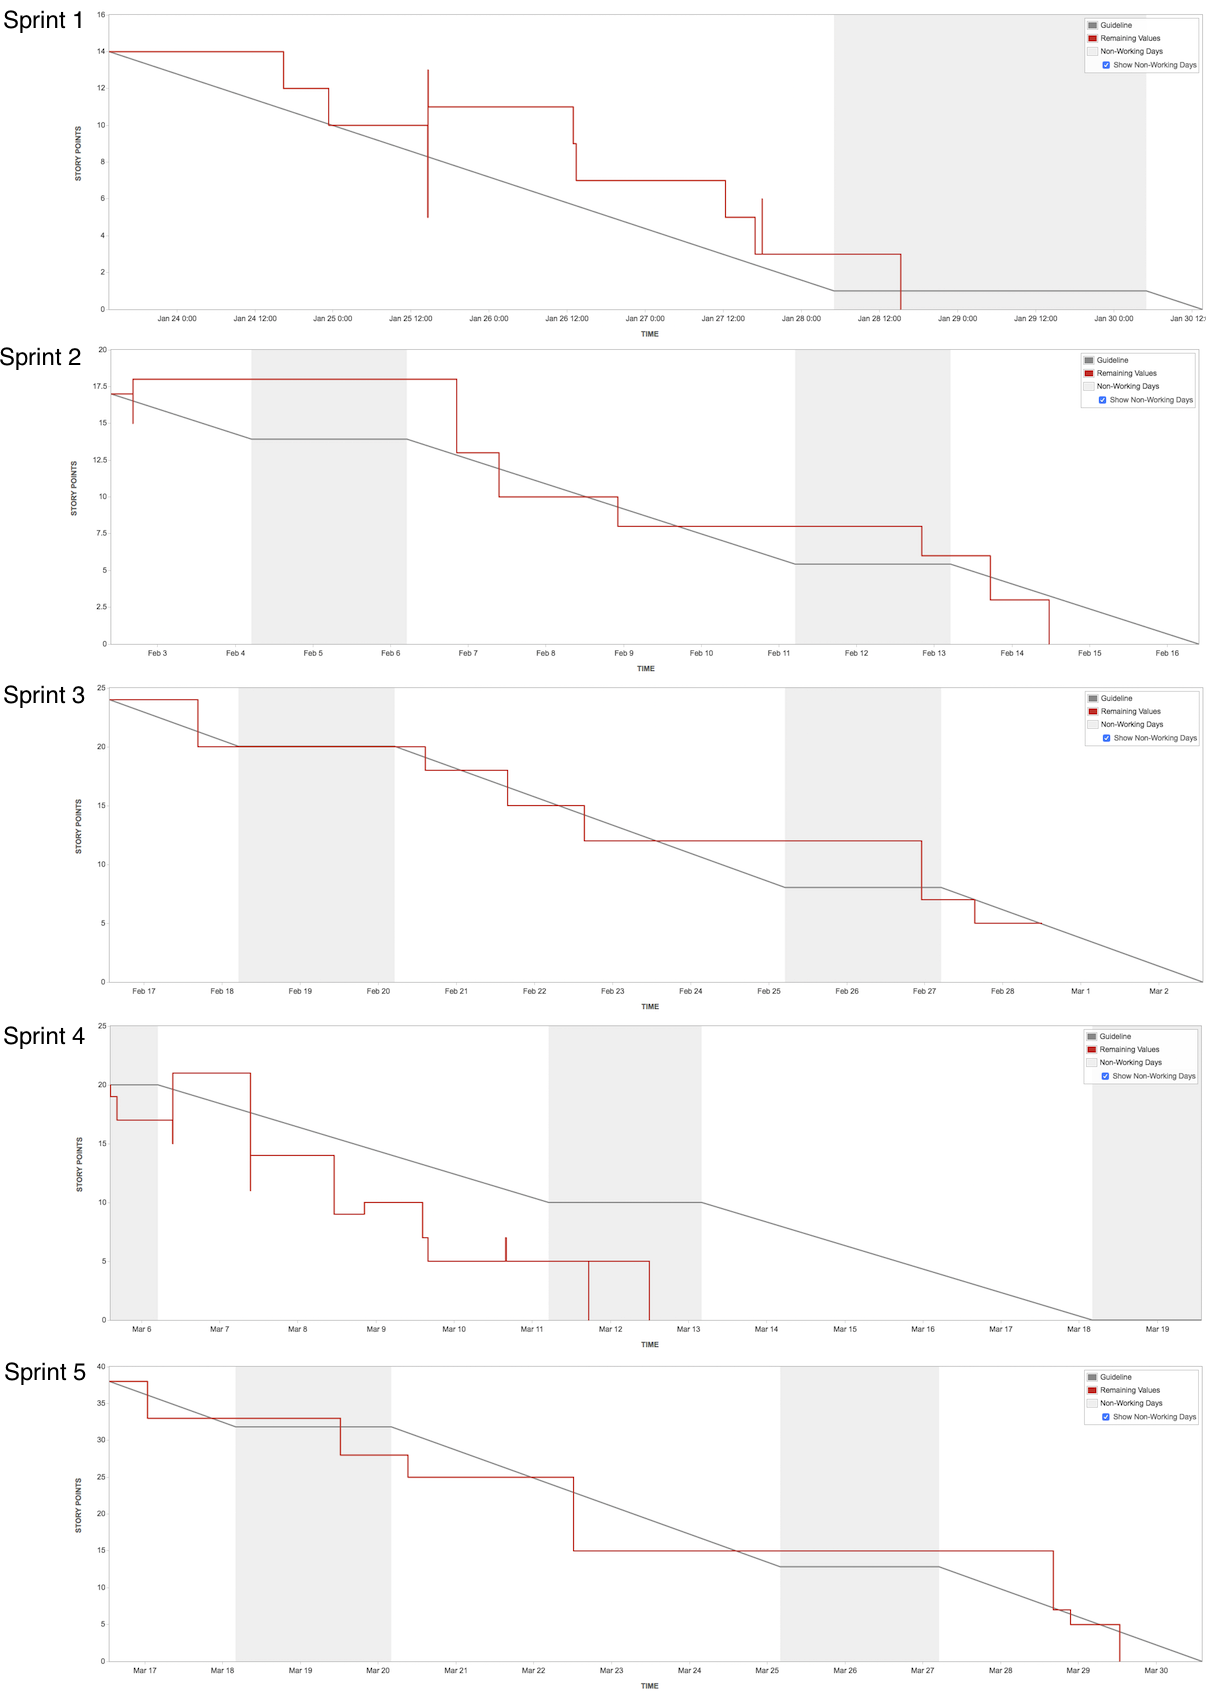 Sprint 1
16
14
12
10
8
6
4
2
0
STORY POINTS
Guideline
Remaining Values
Non-Working Days
Show Non-Working Days
Jan 24 0:00 Jan 24 12:00 Jan 25 0:00 Jan 25 12:00 Jan 26 0:00 Jan 26 12:00 Jan 27 0:00 Jan 27 12:00 Jan 28 0:00 Jan 28 12:00 Jan 29 0:00 Jan 29 12:00 Jan 30 0:00 Jan 30 12:0
TIME
Sprint 2
20
17.5
15
12.5
10
7.5
5
2.5
0
STORY POINTS
Guideline
Remaining Values
Non-Working Days
Show Non-Working Days
Feb 3 Feb 4 Feb 5 Feb 6 Feb 7 Feb 8 Feb 9 Feb 10 Feb 11 Feb 12 Feb 13 Feb 14 Feb 15 Feb 16
TIME
Sprint 3
25
20
15
10
5
0
STORY POINTS
Guideline
Remaining Values
Non-Working Days
Show Non-Working Days
Feb 17 Feb 18 Feb 19 Feb 20 Feb 21 Feb 22 Feb 23 Feb 24 Feb 25 Feb 26 Feb 27 Feb 28 Mar 1 Mar 2
TIME
Sprint 4
25
20
15
10
5
0
STORY POINTS
Guideline
Remaining Values
Non-Working Days
Show Non-Working Days
Mar 6 Mar 7 Mar 8 Mar 9 Mar 10 Mar 11 Mar 12 Mar 13 Mar 14 Mar 15 Mar 16 Mar 17 Mar 18 Mar 19
TIME
Sprint 5
40
35
30
25
20
15
10
5
0
STORY POINTS
Guideline
Remaining Values
Non-Working Days
Show Non-Working Days
Mar 17 Mar 18 Mar 19 Mar 20 Mar 21 Mar 22 Mar 23 Mar 24 Mar 25 Mar 26 Mar 27 Mar 28 Mar 29 Mar 30
TIME